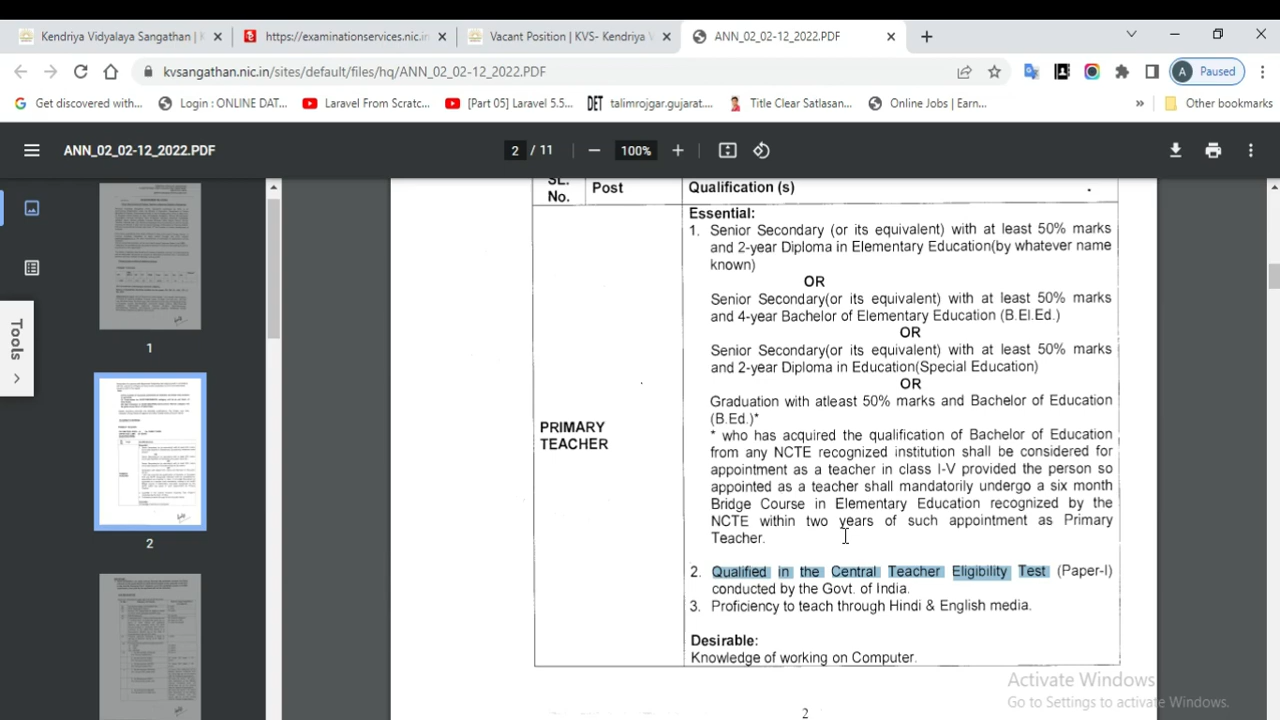 Kendriya Vidyalaya Sangathan |
https://examinationservices.nic.in
Vacant Position | KVS- Kendriya V
ANN_02_02-12_2022.PDF
kvsangathan.nic.in/sites/default/files/hq/ANN_02_02-12_2022.PDF
A Paused
Get discovered with...
Login : ONLINE DAT...
Laravel From Scratc...
[Part 05] Laravel 5.5...
DET talimrojgar.gujarat....
Title Clear Satlasan...
Online Jobs | Earn...
»
Other bookmarks
ANN_02_02-12_2022.PDF
2 / 11
100%
Tools
1
2
SL. No.
Post
Qualification (s)
PRIMARY
TEACHER
Essential:
1. Senior Secondary (or its equivalent) with at least 50% marks
and 2-year Diploma in Elementary Education(by whatever name
known)
OR
Senior Secondary(or its equivalent) with at least 50% marks
and 4-year Bachelor of Elementary Education (B.El.Ed.)
OR
Senior Secondary(or its equivalent) with at least 50% marks
and 2-year Diploma in Education(Special Education)
OR
Graduation with atleast 50% marks and Bachelor of Education
(B.Ed.)*
* who has acquired the qualification of Bachelor of Education
from any NCTE recognized institution shall be considered for
appointment as a teacher in class I-V provided the person so
appointed as a teacher shall mandatorily undergo a six month
Bridge Course in Elementary Education recognized by the
NCTE within two years of such appointment as Primary
Teacher.
2. Qualified in the Central Teacher Eligibility Test (Paper-I)
conducted by the Govt. of India.
3. Proficiency to teach through Hindi & English media.
Desirable:
Knowledge of working on Computer.
2
Activate Windows
Go to Settings to activate Windows.